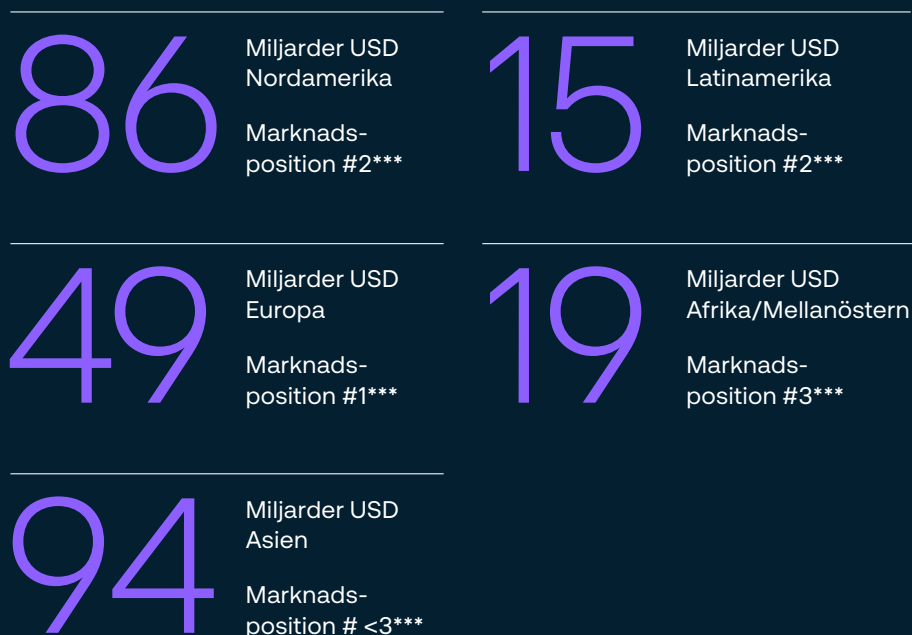 86
Miljarder USD
Nordamerika
Marknads-
position #2***
15
Miljarder USD
Latinamerika
Marknads-
position #2***
49
Miljarder USD
Europa
Marknads-
position #1***
19
Miljarder USD
Afrika/Mellanöstern
Marknads-
position #3***
94
Miljarder USD
Asien
Marknads-
position # <3***